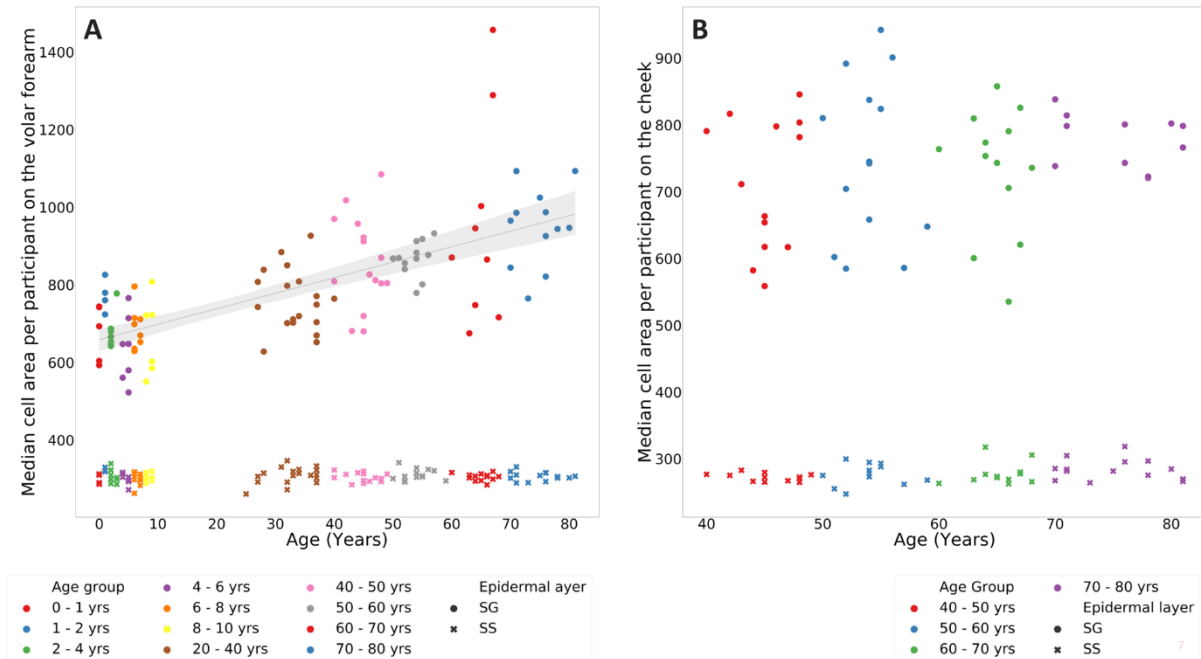 A
Median cell area per participant on the volar forearm
1400
1200
1000
800
600
400
0 10 20 30 40 50 60 70 80
Age (Years)
B
Median cell area per participant on the cheek
900
800
700
600
500
400
300
40 50 60 70 80
Age (Years)
Age group 4 - 6 yrs 40 - 50 yrs Epidermal ayer
0 - 1 yrs 6 - 8 yrs 50 - 60 yrs SG
1 - 2 yrs 8 - 10 yrs 60 - 70 yrs SS
2 - 4 yrs 20 - 40 yrs 70 - 80 yrs
Age Group 70 - 80 yrs
40 - 50 yrs Epidermal layer
50 - 60 yrs SG
60 - 70 yrs SS
7